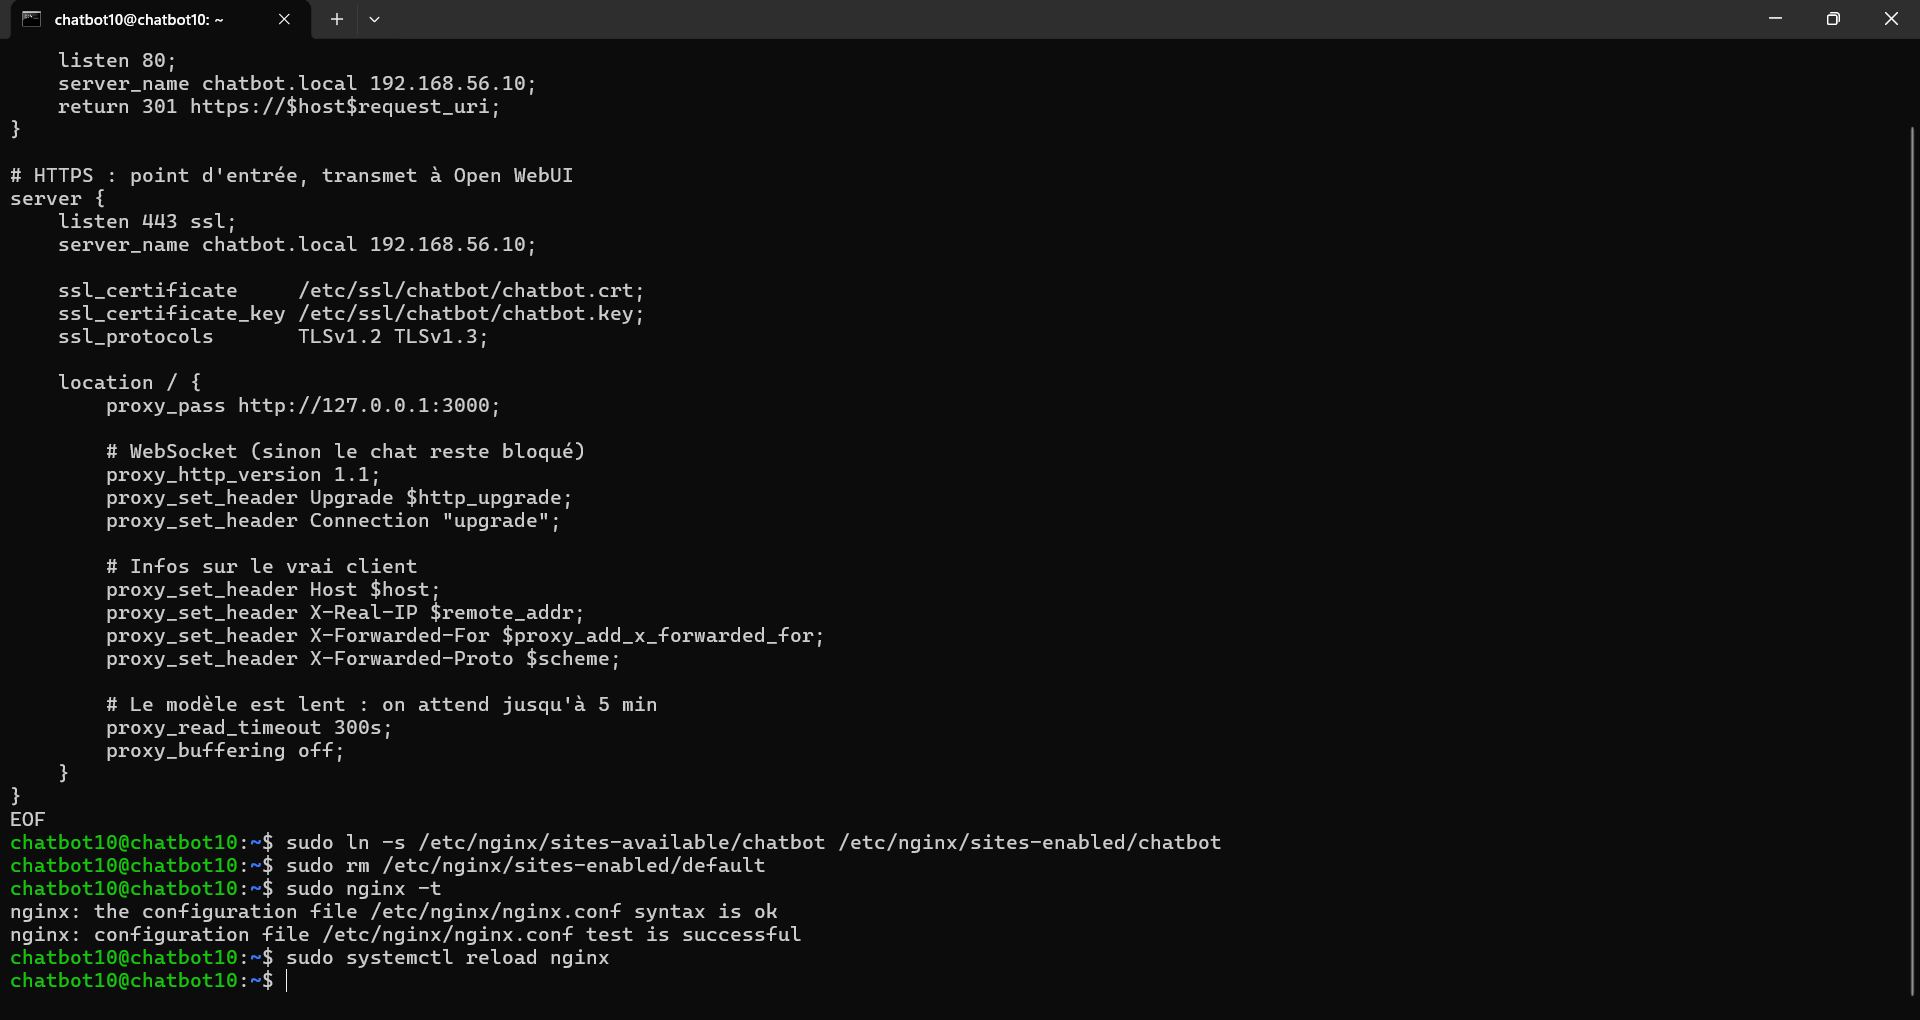 chatbot10@chatbot10: ~
    listen 80;
    server_name chatbot.local 192.168.56.10;
    return 301 https://$host$request_uri;
}

# HTTPS : point d'entrée, transmet à Open WebUI
server {
    listen 443 ssl;
    server_name chatbot.local 192.168.56.10;

    ssl_certificate     /etc/ssl/chatbot/chatbot.crt;
    ssl_certificate_key /etc/ssl/chatbot/chatbot.key;
    ssl_protocols       TLSv1.2 TLSv1.3;

    location / {
        proxy_pass http://127.0.0.1:3000;

        # WebSocket (sinon le chat reste bloqué)
        proxy_http_version 1.1;
        proxy_set_header Upgrade $http_upgrade;
        proxy_set_header Connection "upgrade";

        # Infos sur le vrai client
        proxy_set_header Host $host;
        proxy_set_header X-Real-IP $remote_addr;
        proxy_set_header X-Forwarded-For $proxy_add_x_forwarded_for;
        proxy_set_header X-Forwarded-Proto $scheme;

        # Le modèle est lent : on attend jusqu'à 5 min
        proxy_read_timeout 300s;
        proxy_buffering off;
    }
}
EOF
chatbot10@chatbot10:~$ sudo ln -s /etc/nginx/sites-available/chatbot /etc/nginx/sites-enabled/chatbot
chatbot10@chatbot10:~$ sudo rm /etc/nginx/sites-enabled/default
chatbot10@chatbot10:~$ sudo nginx -t
nginx: the configuration file /etc/nginx/nginx.conf syntax is ok
nginx: configuration file /etc/nginx/nginx.conf test is successful
chatbot10@chatbot10:~$ sudo systemctl reload nginx
chatbot10@chatbot10:~$